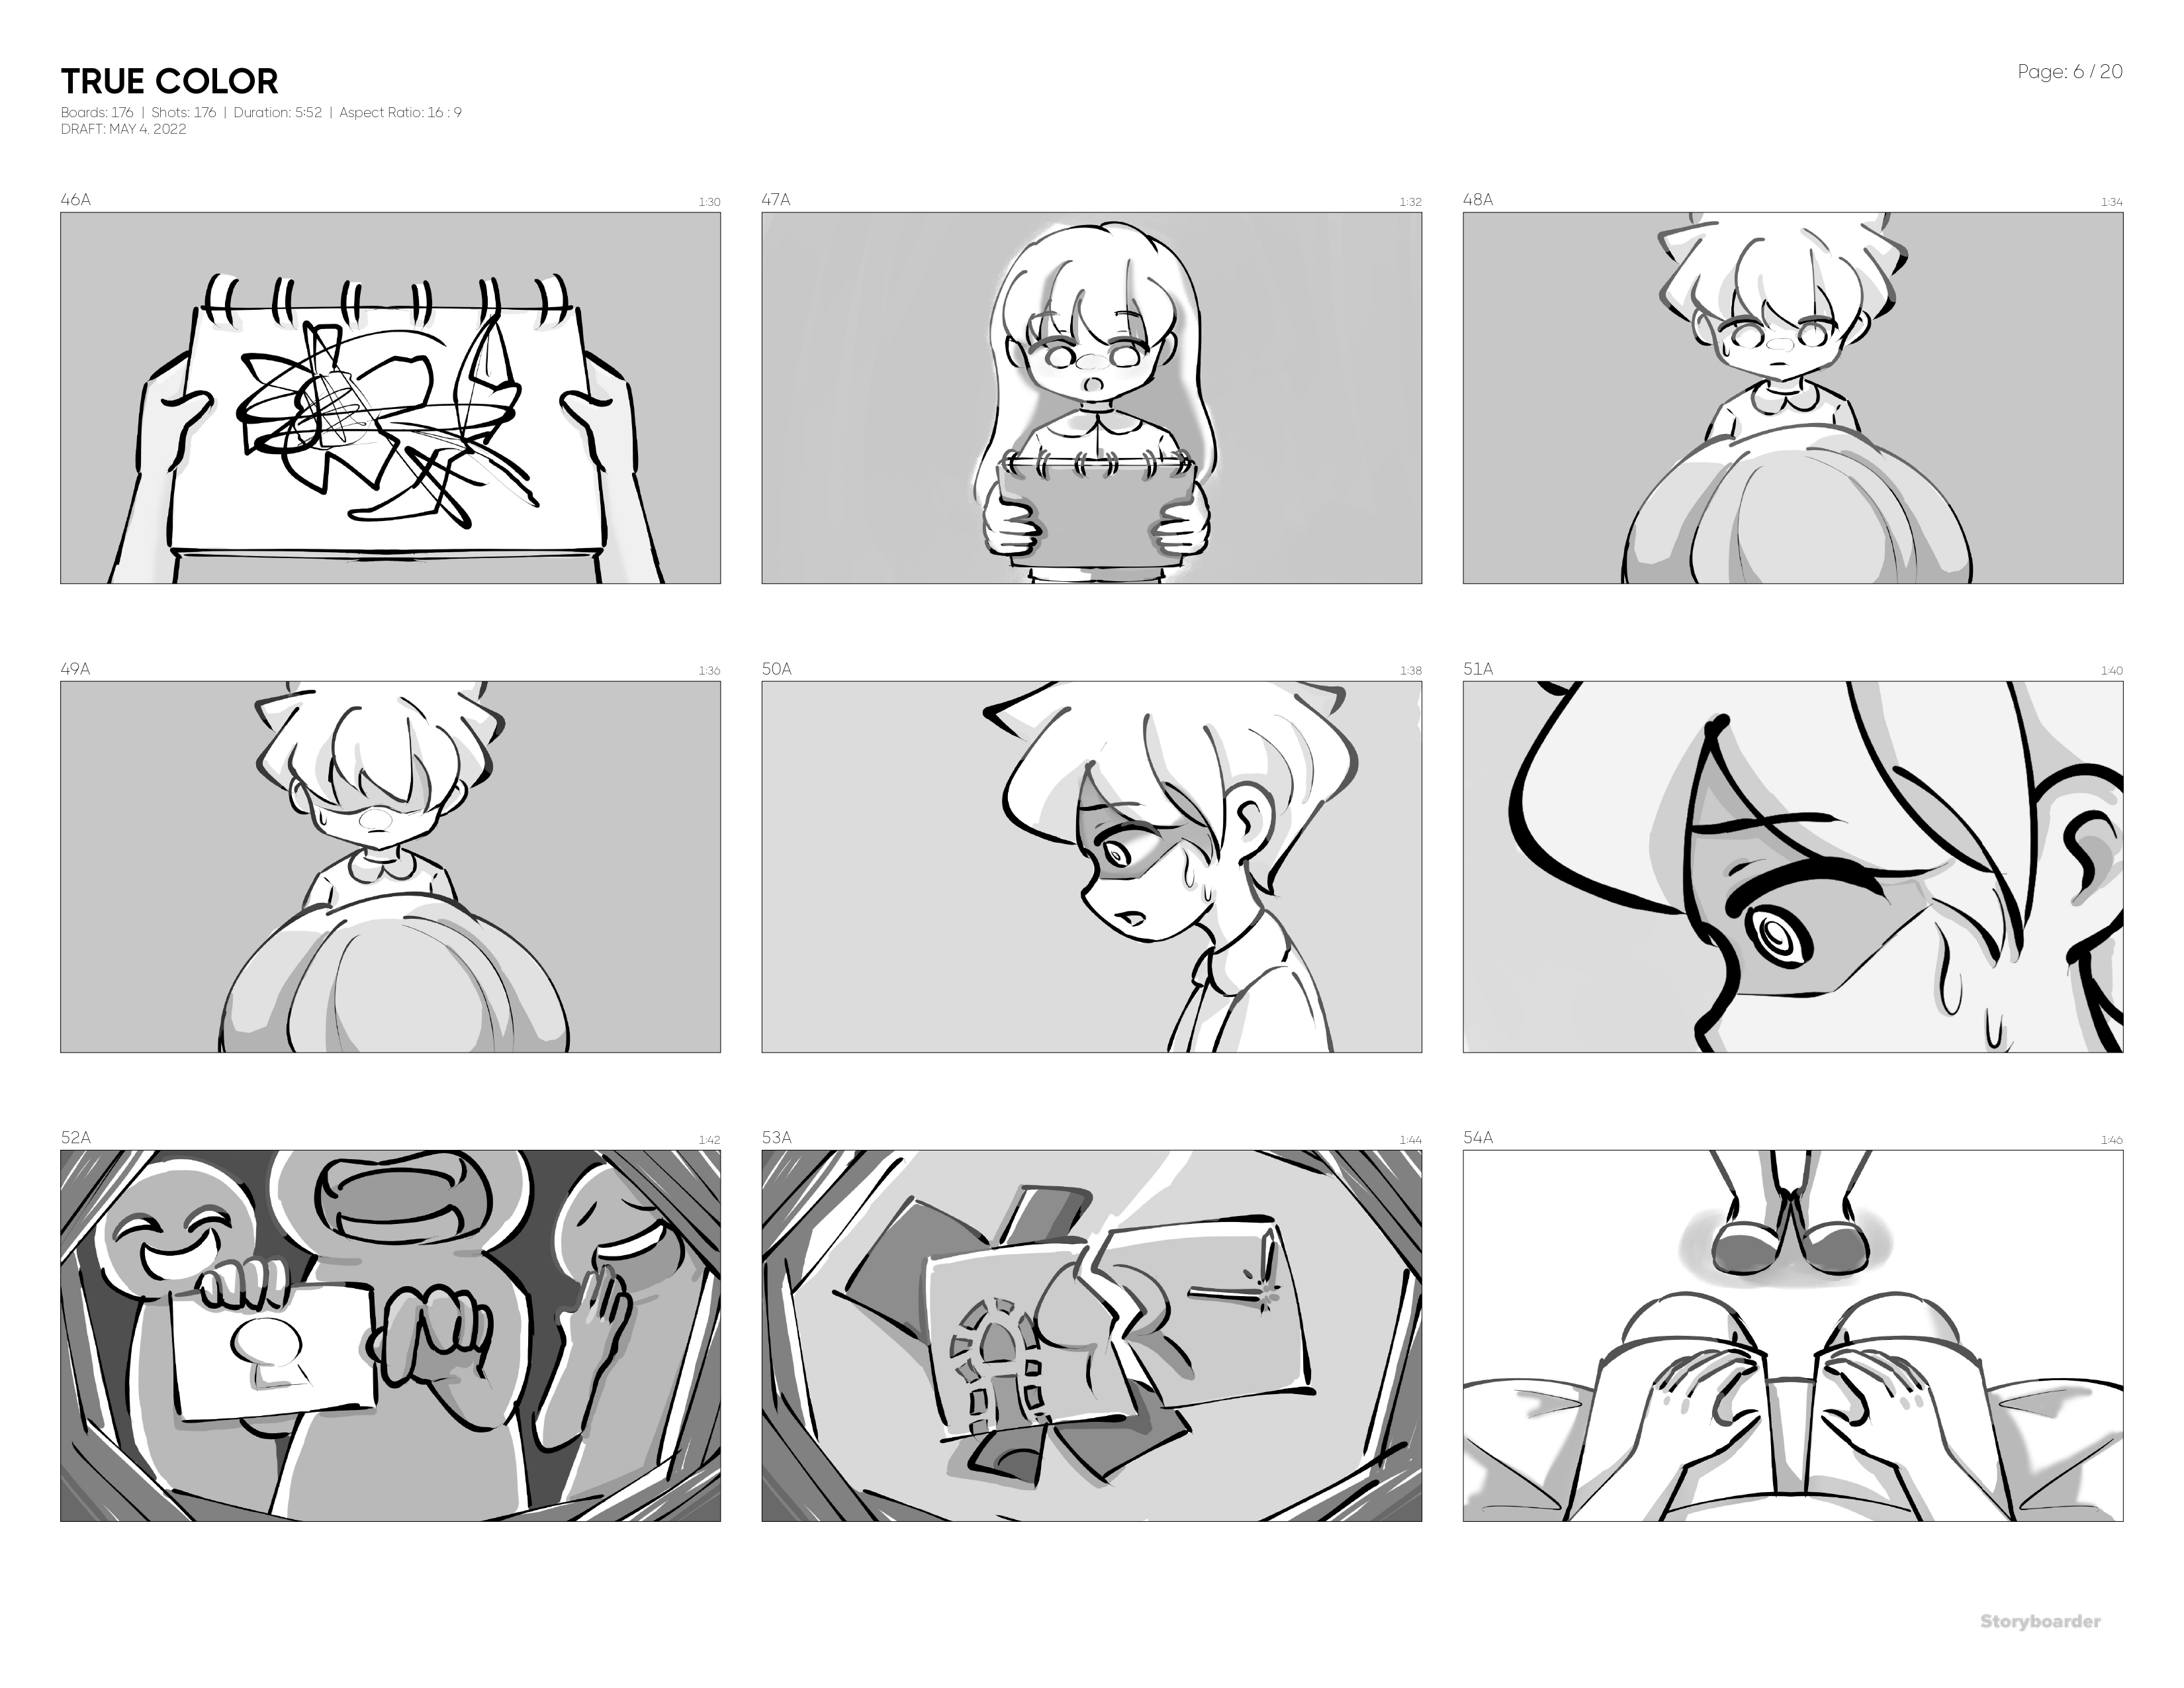 TRUE COLOR
Page: 6 / 20
Boards: 176 | Shots: 176 | Duration: 5:52 | Aspect Ratio: 16 : 9
DRAFT: MAY 4, 2022
46A 1:30
47A 1:32
48A 1:34
49A 1:36
50A 1:38
51A 1:40
52A 1:42
53A 1:44
54A 1:46
Storyboarder